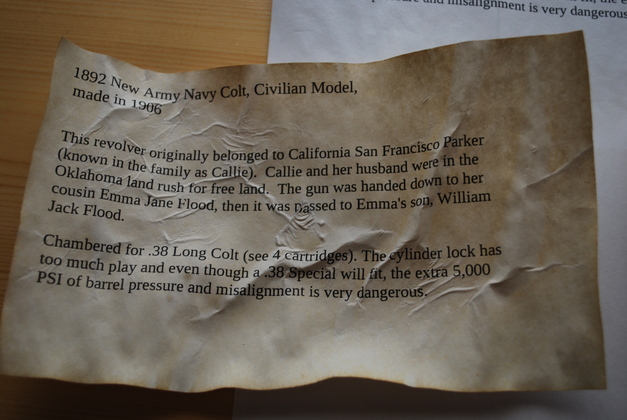 ure and misalignment is very dangerous
1892 New Army Navy Colt, Civilian Model,
made in 1906
This revolver originally belonged to California San Francisco Parker
(known in the family as Callie). Callie and her husband were in the
Oklahoma land rush for free land. The gun was handed down to her
cousin Emma Jane Flood, then it was passed to Emma's son, William
Jack Flood.
Chambered for .38 Long Colt (see 4 cartridges). The cylinder lock has
too much play and even though a .38 Special will fit, the extra 5,000
PSI of barrel pressure and misalignment is very dangerous.